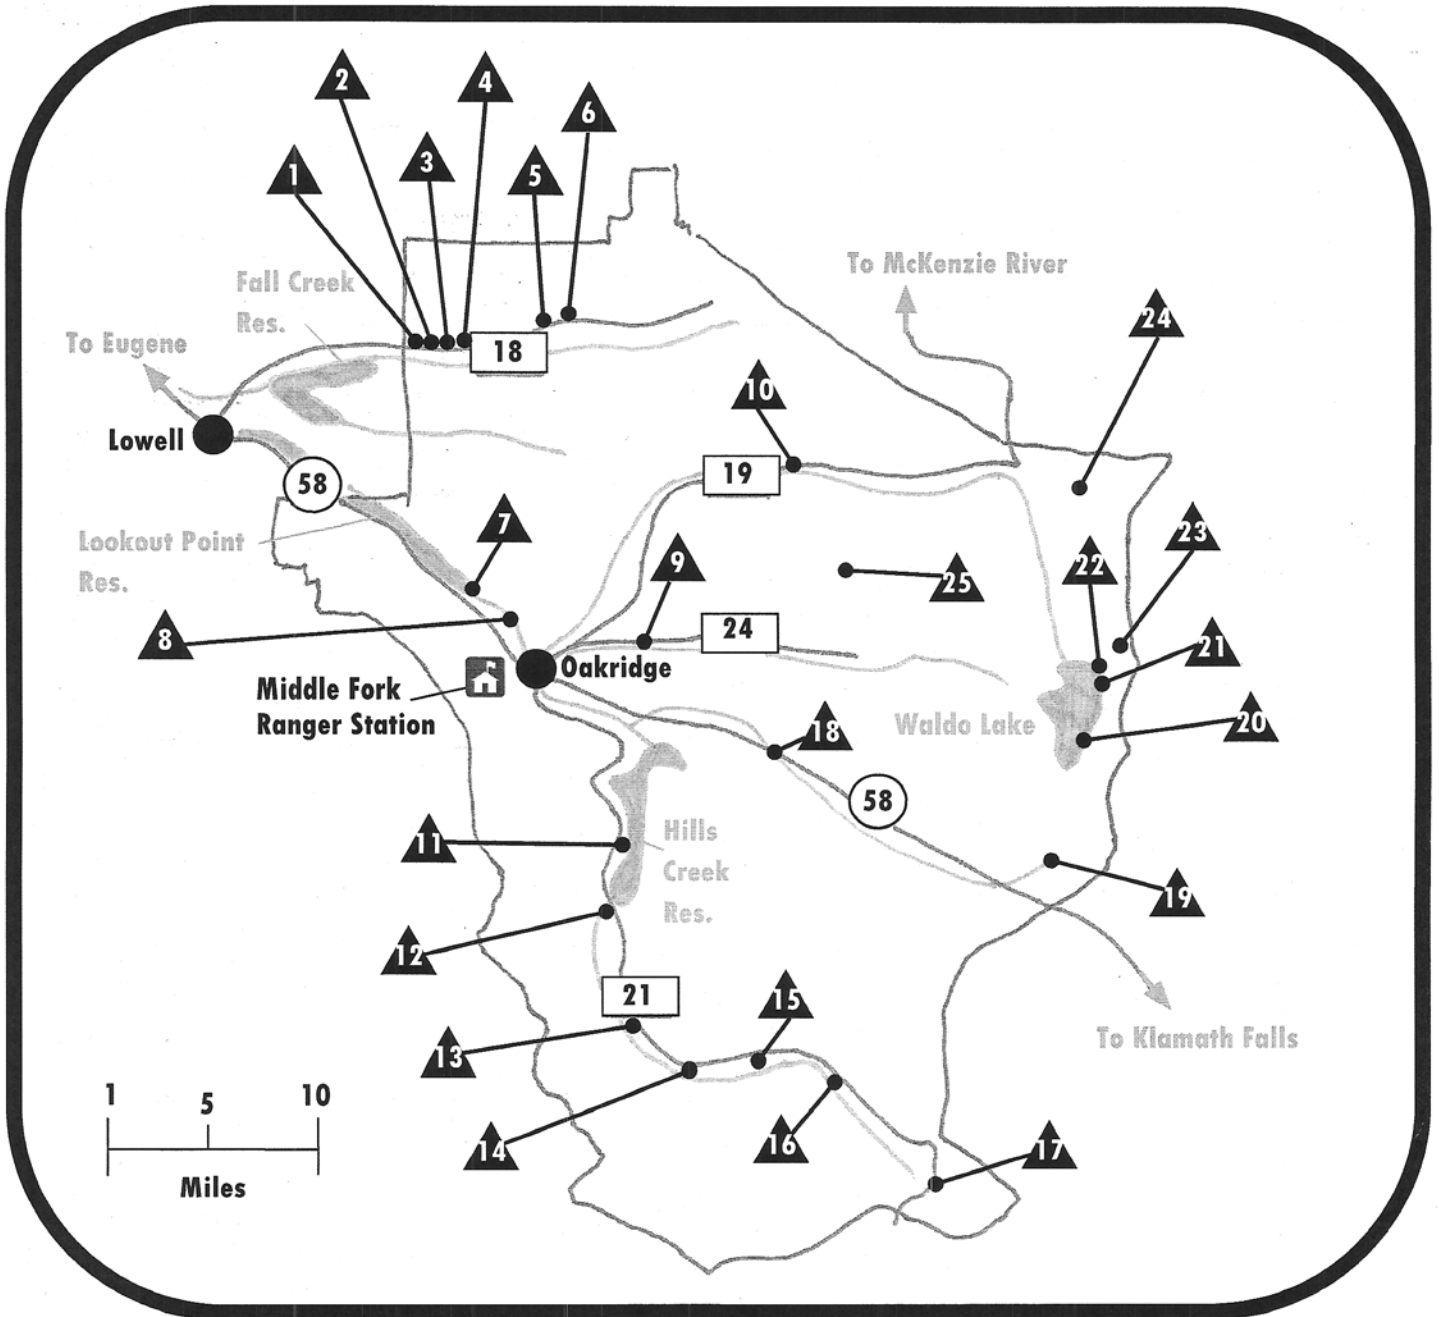 2
4
6
3
1
5
Fall Creek
Res.
To McKenzie River
24
To Eugene
18
10
Lowell
58
19
Lookout Point
Res.
7
9
23
22
25
8
24
21
Oakridge
Middle Fork
Ranger Station
18
Waldo Lake
20
58
11
Hills
Creek
Res.
19
12
21
15
13
To Klamath Falls
1
5
10
14
16
17
Miles